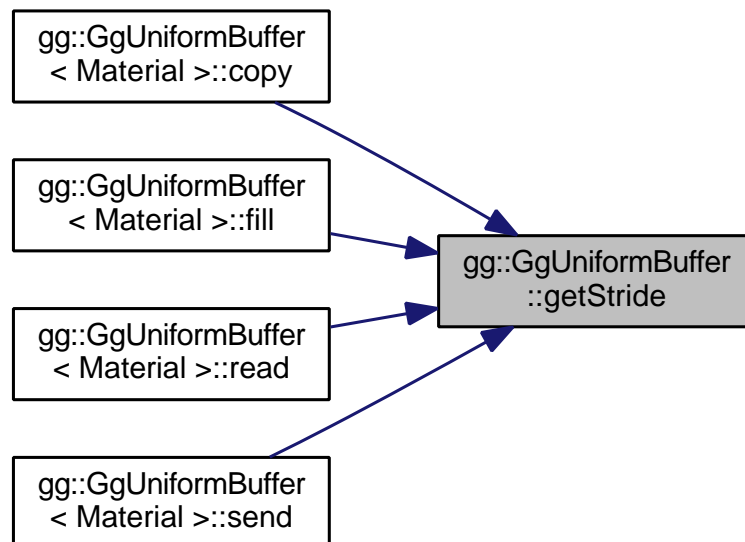 gg::GgUniformBuffer
< Material >::copy
gg::GgUniformBuffer
< Material >::fill
gg::GgUniformBuffer
::getStride
gg::GgUniformBuffer
< Material >::read
gg::GgUniformBuffer
< Material >::send